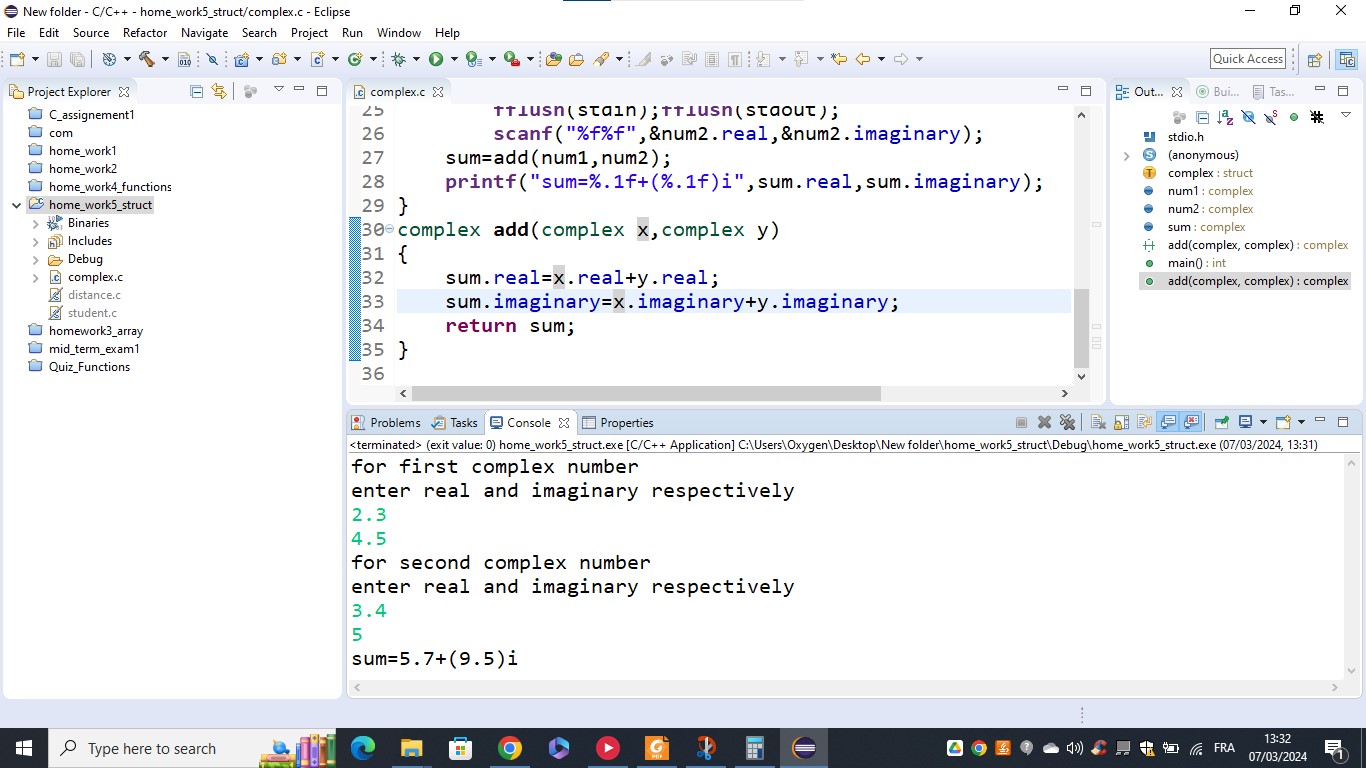 New folder - C/C++ - home_work5_struct/complex.c - Eclipse
File Edit Source Refactor Navigate Search Project Run Window Help
Quick Access
Project Explorer
C_assignement1
com
home_work1
home_work2
home_work4_functions
home_work5_struct
Binaries
Includes
Debug
complex.c
distance.c
student.c
homework3_array
mid_term_exam1
Quiz_Functions
complex.c
25 fflush(stdin);fflush(stdout);
26 scanf("%f%f",&num2.real,&num2.imaginary);
27 sum=add(num1,num2);
28 printf("sum=%.1f+(%.1f)i",sum.real,sum.imaginary);
29 }
30 complex add(complex x,complex y)
31 {
32 sum.real=x.real+y.real;
33 sum.imaginary=x.imaginary+y.imaginary;
34 return sum;
35 }
36
Out... Bui... Tas...
stdio.h
(anonymous)
complex : struct
num1 : complex
num2 : complex
sum : complex
add(complex, complex) : complex
main() : int
add(complex, complex) : complex
Problems Tasks Console Properties
<terminated> (exit value: 0) home_work5_struct.exe [C/C++ Application] C:\Users\Oxygen\Desktop\New folder\home_work5_struct\Debug\home_work5_struct.exe (07/03/2024, 13:31)
for first complex number
enter real and imaginary respectively
2.3
4.5
for second complex number
enter real and imaginary respectively
3.4
5
sum=5.7+(9.5)i
Type here to search
FRA
13:32
07/03/2024
1